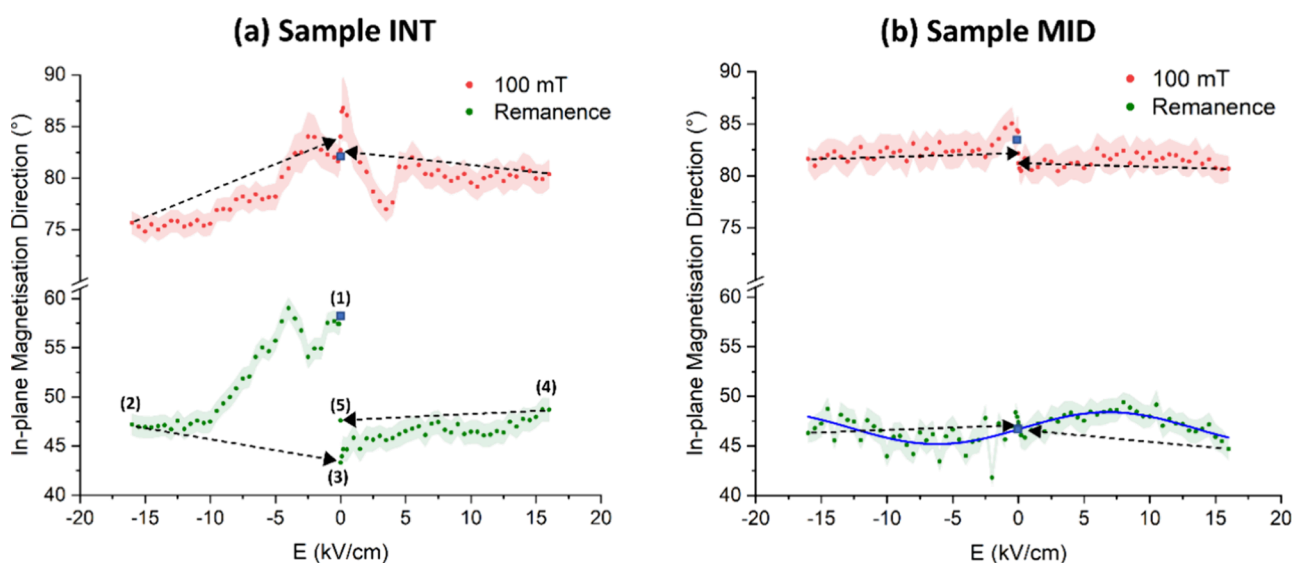 (a) Sample INT
In-plane Magnetisation Direction (°)
90
85
80
75
60
55
50
45
40
100 mT
Remanence
(1)
(2)
(5)
(4)
(3)
-20 -15 -10 -5 0 5 10 15 20
E (kV/cm)
(b) Sample MID
In-plane Magnetisation Direction (°)
90
85
80
75
60
55
50
45
40
100 mT
Remanence
-20 -15 -10 -5 0 5 10 15 20
E (kV/cm)